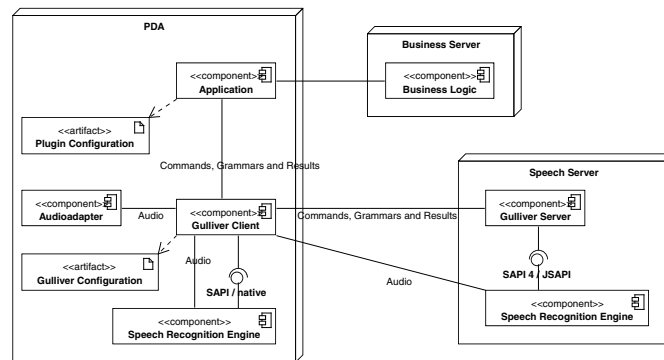 PDA
<<component>>
Application
<<artifact>>
Plugin Configuration
Commands, Grammars and Results
<<component>>
Audioadapter
Audio
<<component>>
Gulliver Client
<<artifact>>
Gulliver Configuration
Audio
SAPI / native
<<component>>
Speech Recognition Engine
Business Server
<<component>>
Business Logic
Commands, Grammars and Results
Audio
Speech Server
<<component>>
Gulliver Server
SAPI 4 / JSAPI
<<component>>
Speech Recognition Engine